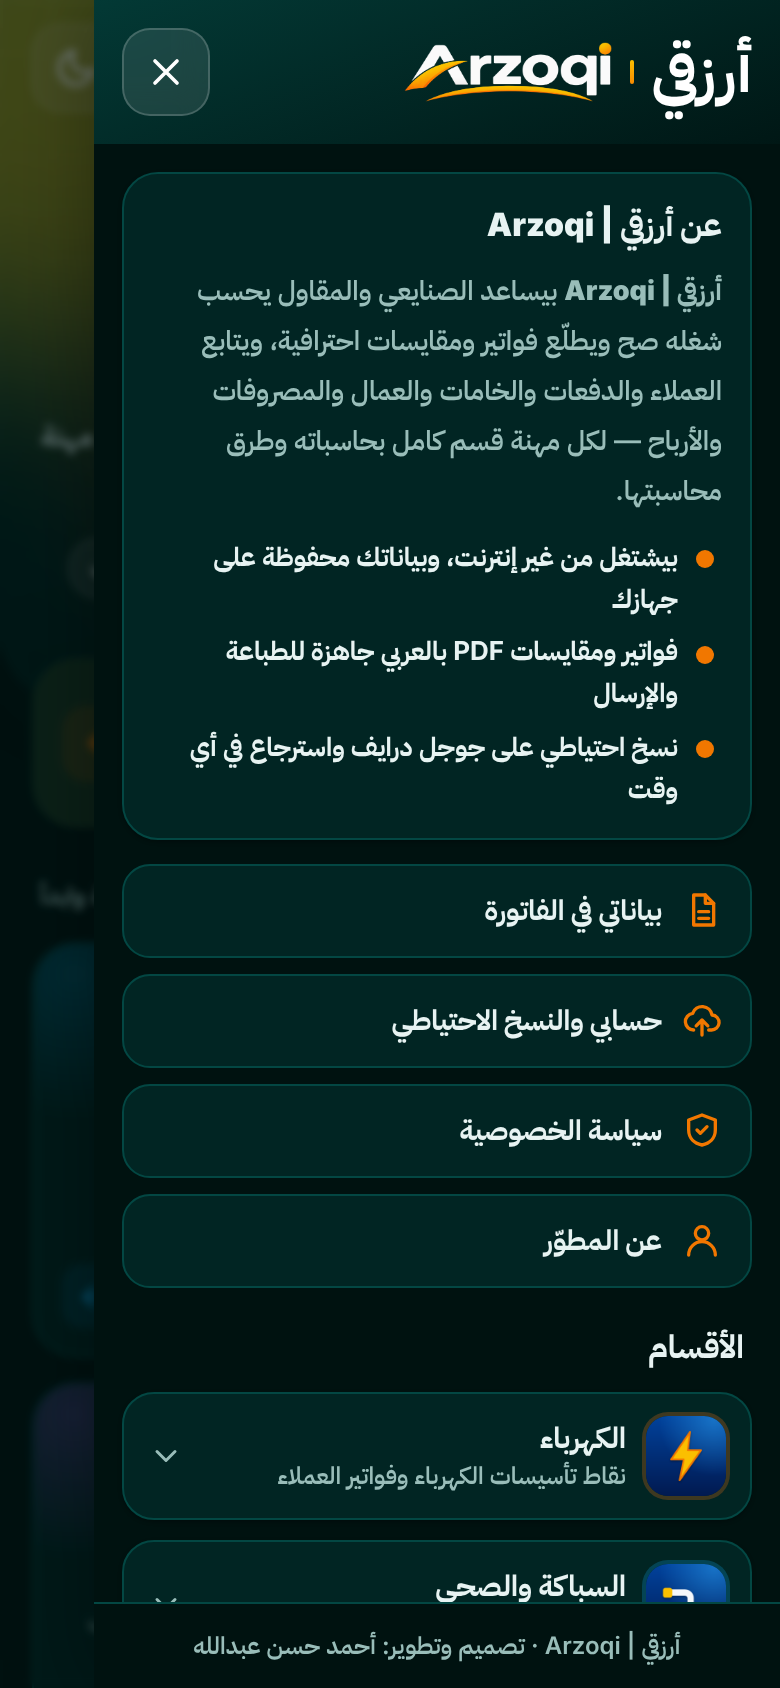 أرزقي | Arzoqi
عن أرزقي | Arzoqi
أرزقي | Arzoqi بيساعد الصنايعي والمقاول يحسب
شغله صح ويطلّع فواتير ومقايسات احترافية، ويتابع
العملاء والدفعات والخامات والعمال والمصروفات
والأرباح — لكل مهنة قسم كامل بحاسباته وطرق
محاسبتها.
بيشتغل من غير إنترنت، وبياناتك محفوظة على
جهازك
فواتير ومقايسات PDF بالعربي جاهزة للطباعة
والإرسال
نسخ احتياطي على جوجل درايف واسترجاع في أي
وقت
بياناتي في الفاتورة
حسابي والنسخ الاحتياطي
سياسة الخصوصية
عن المطوّر
الأقسام
الكهرباء
نقاط تأسيسات الكهرباء وفواتير العملاء
السباكة والصحي
أرزقي | Arzoqi · تصميم وتطوير: أحمد حسن عبدالله